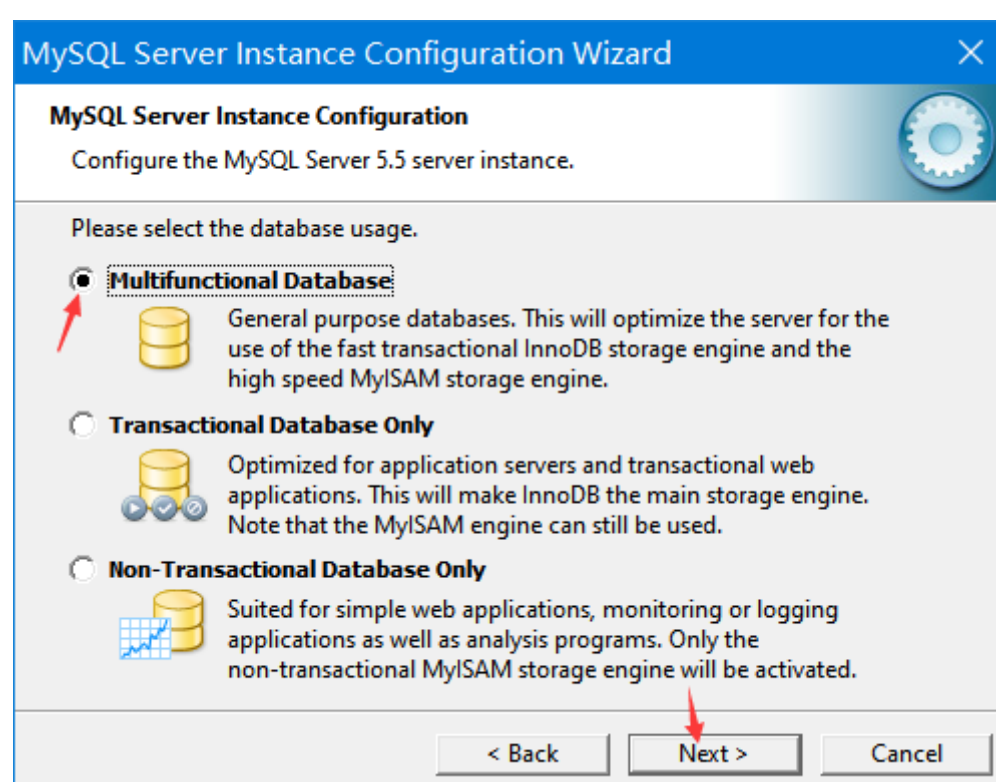 MySQL Server Instance Configuration Wizard
MySQL Server Instance Configuration
Configure the MySQL Server 5.5 server instance.
Please select the database usage.
Multifunctional Database
General purpose databases. This will optimize the server for the
use of the fast transactional InnoDB storage engine and the
high speed MyISAM storage engine.
Transactional Database Only
Optimized for application servers and transactional web
applications. This will make InnoDB the main storage engine.
Note that the MyISAM engine can still be used.
Non-Transactional Database Only
Suited for simple web applications, monitoring or logging
applications as well as analysis programs. Only the
non-transactional MyISAM storage engine will be activated.
< Back Next > Cancel